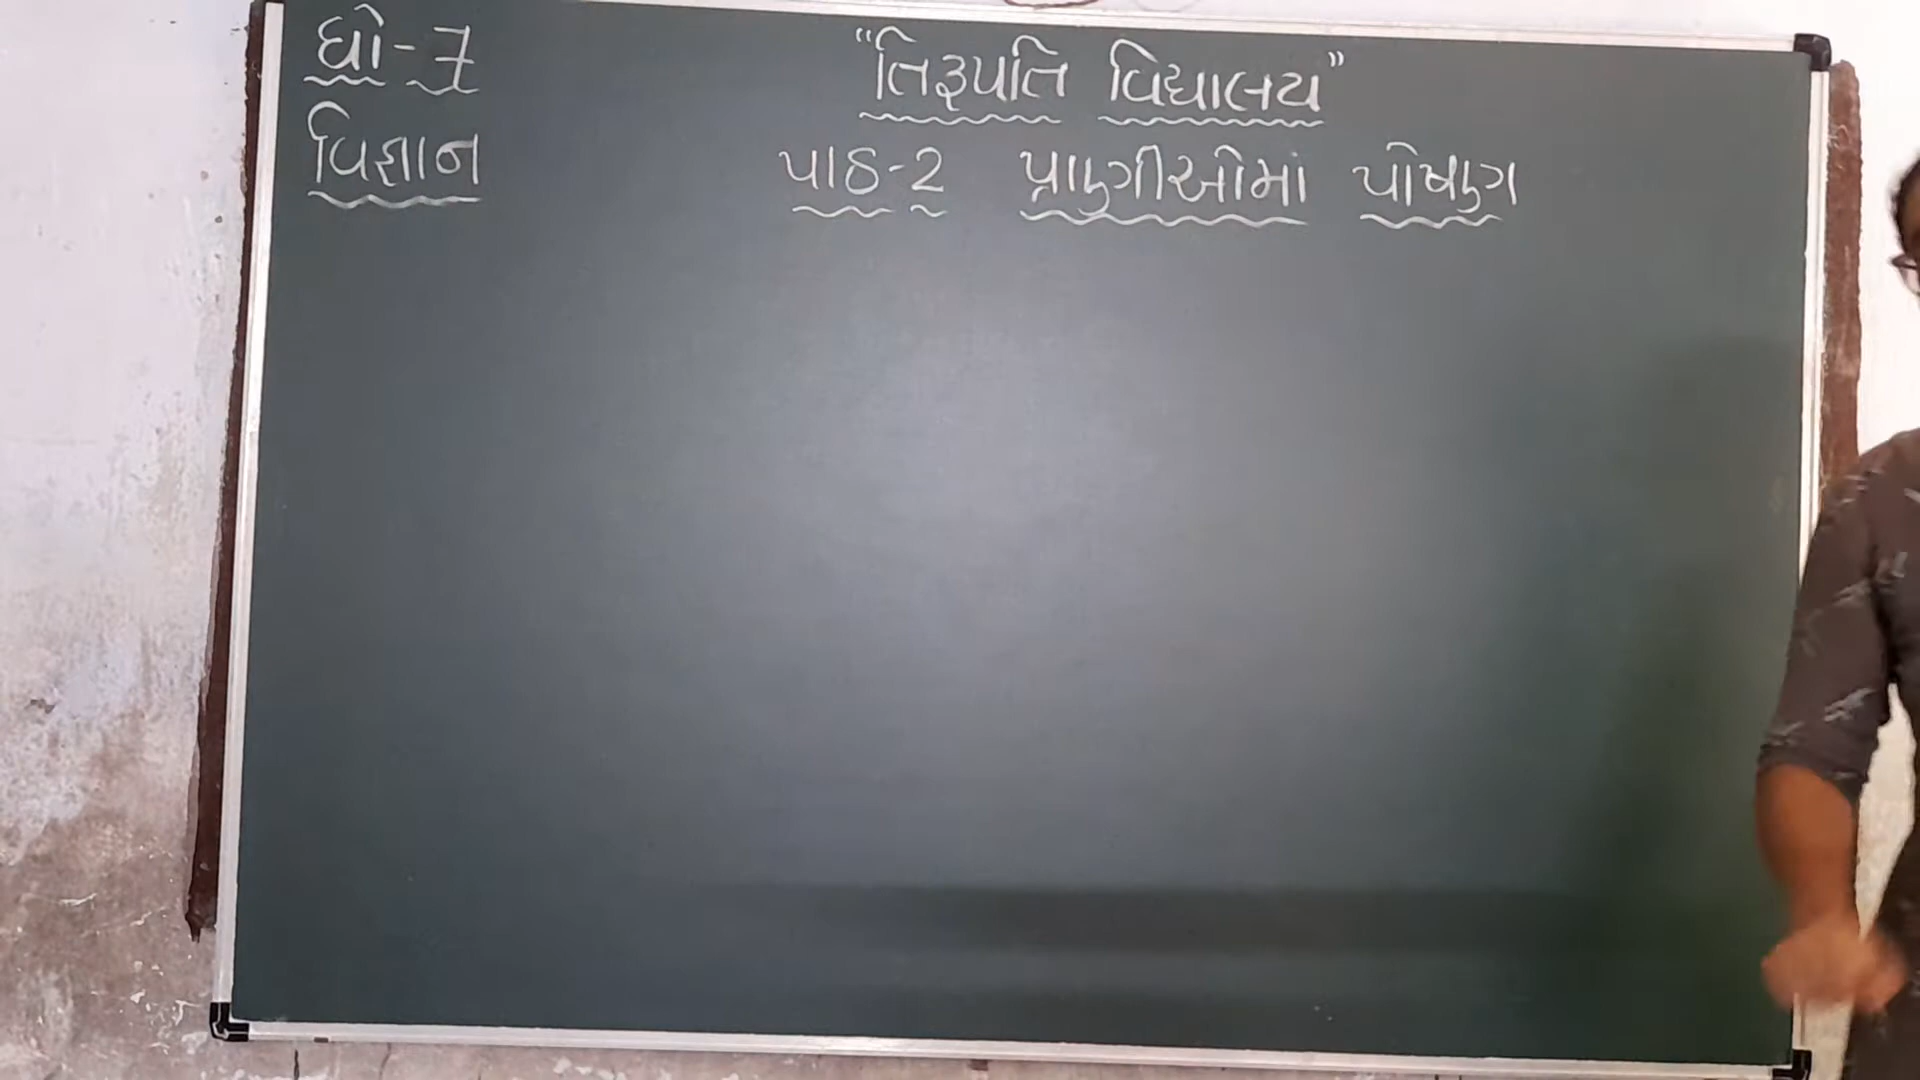 ધો-7
"તિરૂપતિ વિદ્યાલય"
વિજ્ઞાન
પાઠ-2 પ્રાણીઓમાં પોષણ